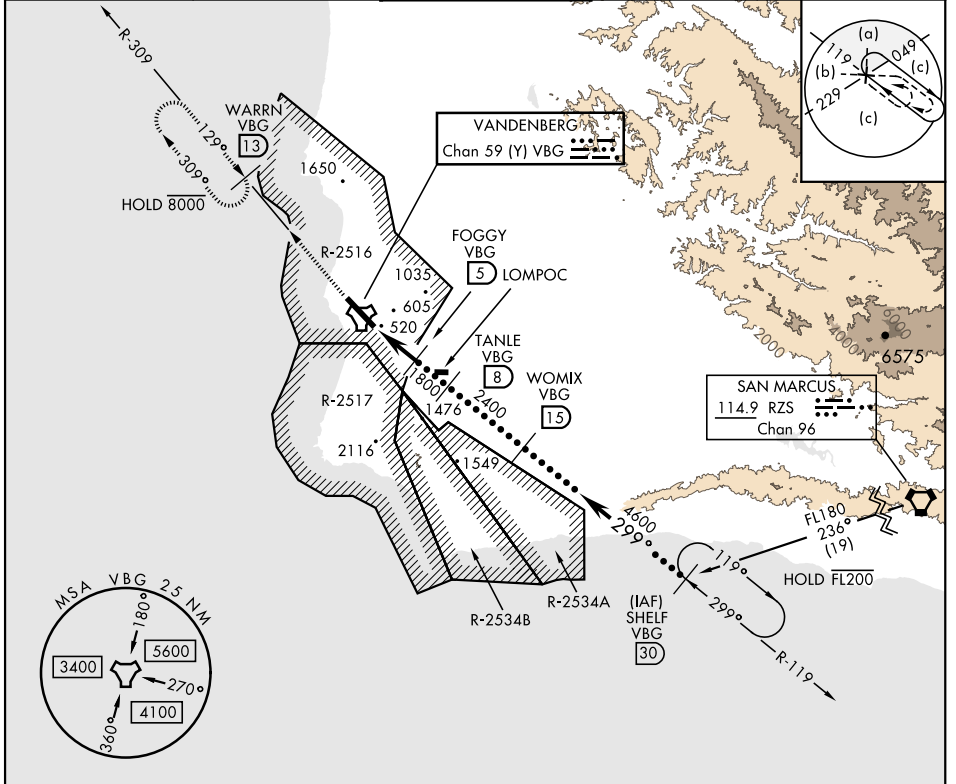 R-309
129°
309°
WARRN
VBG
13
HOLD 8000
1650
VANDENBERG
Chan 59 (Y) VBG
(a)
119
049
(b)
(c)
229
(c)
R-2516
1035
605
520
FOGGY
VBG
5
LOMPOC
TANLE
VBG
8
WOMIX
VBG
15
1800
2400
1476
R-2517
2116
1549
6000
4000
2000
6575
SAN MARCUS
114.9 RZS
Chan 96
4600
299°
FL180
236°
(19)
119°
299°
HOLD FL200
(IAF)
SHELF
VBG
30
R-119
R-2534A
R-2534B
MSA VBG 25 NM
180°
5600
3400
270°
4100
360°